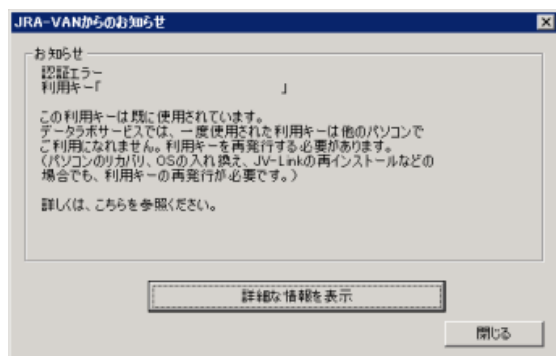 JRA-VANからのお知らせ
お知らせ
認証エラー
利用キー「 」
この利用キーは既に使用されています。
データラボサービスでは、一度使用された利用キーは他のパソコンで
ご利用になれません。利用キーを再発行する必要があります。
(パソコンのリカバリ、OSの入れ換え、JV-Linkの再インストールなどの
場合でも、利用キーの再発行が必要です。)
詳しくは、こちらを参照ください。
詳細な情報を表示
閉じる